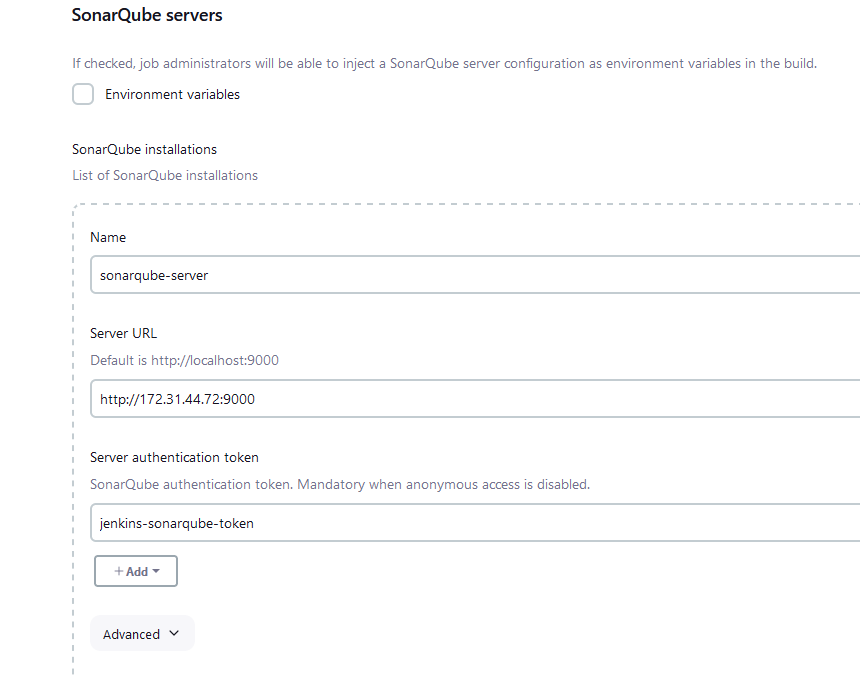 SonarQube servers
If checked, job administrators will be able to inject a SonarQube server configuration as environment variables in the build.
Environment variables
SonarQube installations
List of SonarQube installations
Name
sonarqube-server
Server URL
Default is http://localhost:9000
http://172.31.44.72:9000
Server authentication token
SonarQube authentication token. Mandatory when anonymous access is disabled.
jenkins-sonarqube-token
+ Add
Advanced